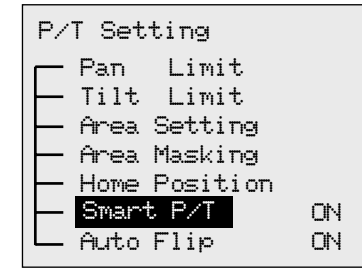 P/T Setting
Pan Limit
Tilt Limit
Area Setting
Area Masking
Home Position
Smart P/T ON
Auto Flip ON